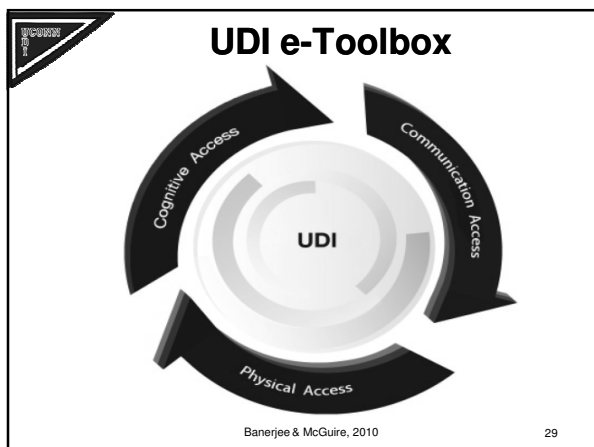 UCONN
UDI e-Toolbox
Cognitive Access
Communication Access
UDI
Physical Access
Banerjee & McGuire, 2010
29